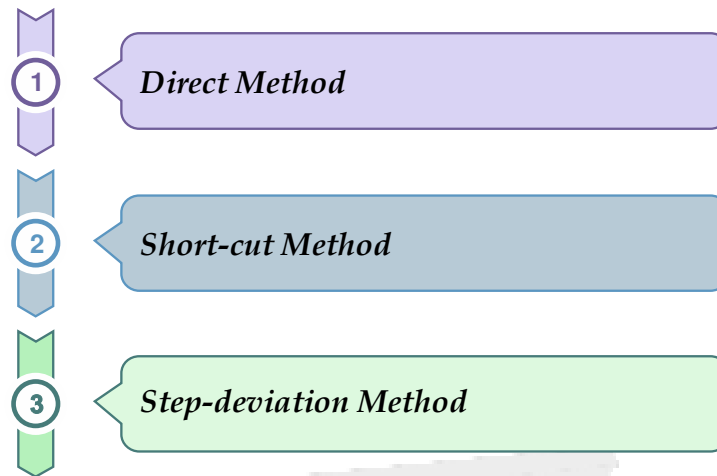 1
Direct Method
2
Short-cut Method
3
Step-deviation Method